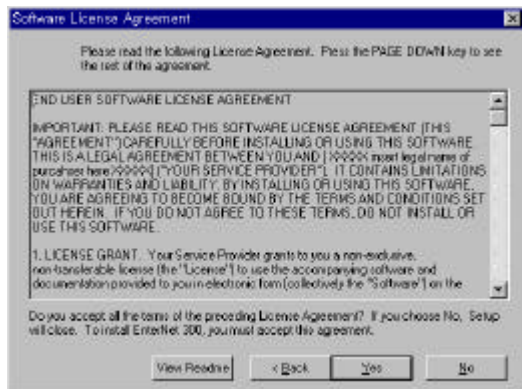 Software License Agreement
Please read the following License Agreement. Press the PAGE DOWN key to see
the rest of the agreement.
END USER SOFTWARE LICENSE AGREEMENT
IMPORTANT: PLEASE READ THIS SOFTWARE LICENSE AGREEMENT (THIS
"AGREEMENT") CAREFULLY BEFORE INSTALLING OR USING THIS SOFTWARE.
THIS IS A LEGAL AGREEMENT BETWEEN YOU AND [ XXXXX insert legal name of
purcahser here XXXXX] ("YOUR SERVICE PROVIDER"). IT CONTAINS LIMITATIONS
ON WARRANTIES AND LIABILITY. BY INSTALLING OR USING THIS SOFTWARE,
YOU ARE AGREEING TO BECOME BOUND BY THE TERMS AND CONDITIONS SET
OUT HEREIN. IF YOU DO NOT AGREE TO THESE TERMS, DO NOT INSTALL OR
USE THIS SOFTWARE.
1. LICENSE GRANT. Your Service Provider grants to you a non-exclusive,
non-transferable license (the "License") to use the accompanying software and
documentation provided to you in electronic form (collectively the "Software") on the
Do you accept all the terms of the preceding License Agreement? If you choose No, Setup
will close. To install EnterNet 300, you must accept this agreement.
View Readme
< Back
Yes
No